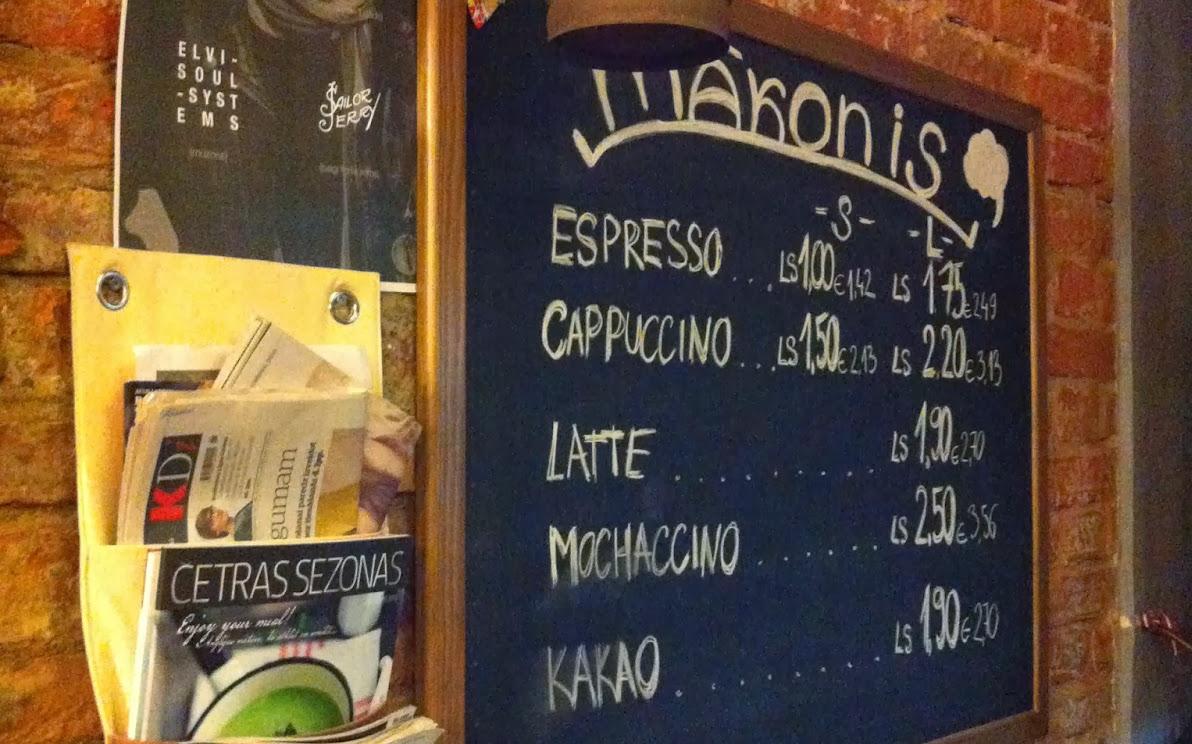 ELVI-
SOUL
-SYST
EMS
SAILOR
JERRY
māкonis
-S- -L-
ESPRESSO ... LS 1,00 € 1,42 LS 1,75 € 2,49
CAPPUCCINO ... LS 1,50 € 2,13 LS 2,20 € 3,13
LATTE ........... LS 1,90 € 2,70
MOCHACCINO ....... LS 2,50 € 3,56
KAKAO .......... LS 1,90 € 2,70
KDi
gumam
CETRAS SEZONAS
Enjoy your meal!